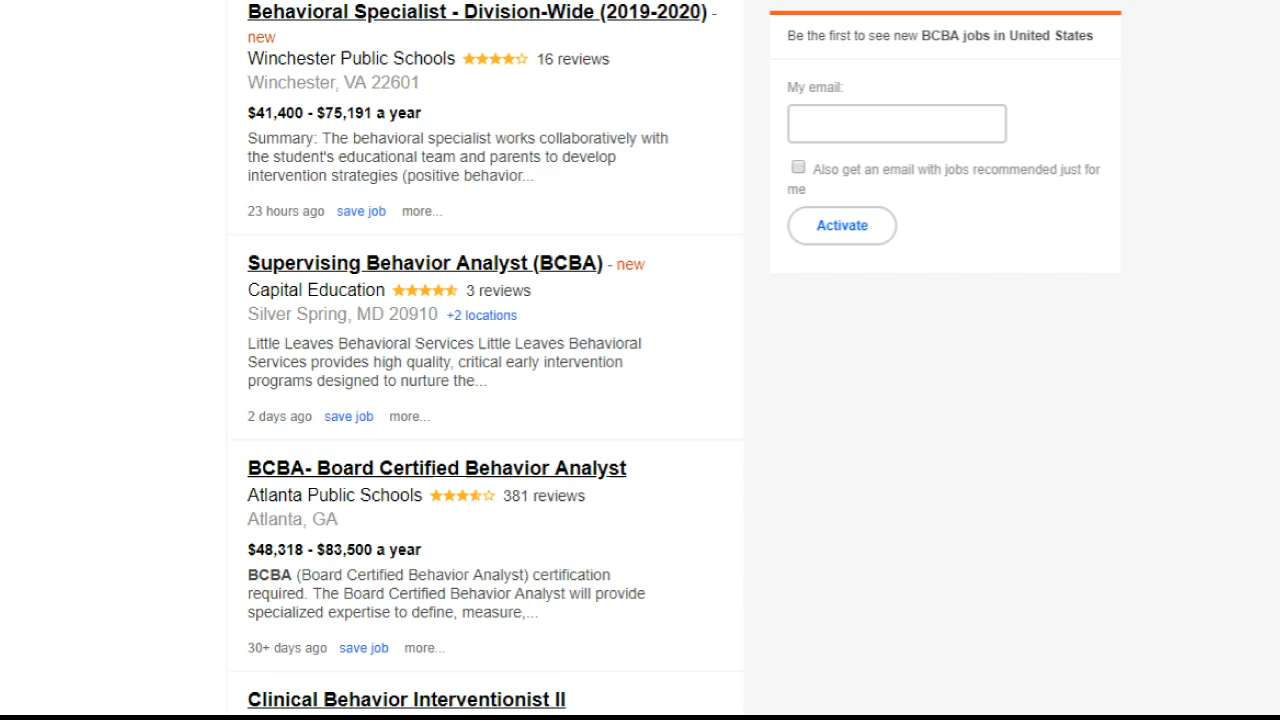 Behavioral Specialist - Division-Wide (2019-2020) -
new
Winchester Public Schools 16 reviews
Winchester, VA 22601
$41,400 - $75,191 a year
Summary: The behavioral specialist works collaboratively with
the student's educational team and parents to develop
intervention strategies (positive behavior...
23 hours ago save job more...
Supervising Behavior Analyst (BCBA) - new
Capital Education 3 reviews
Silver Spring, MD 20910 +2 locations
Little Leaves Behavioral Services Little Leaves Behavioral
Services provides high quality, critical early intervention
programs designed to nurture the...
2 days ago save job more...
BCBA- Board Certified Behavior Analyst
Atlanta Public Schools 381 reviews
Atlanta, GA
$48,318 - $83,500 a year
BCBA (Board Certified Behavior Analyst) certification
required. The Board Certified Behavior Analyst will provide
specialized expertise to define, measure,...
30+ days ago save job more...
Clinical Behavior Interventionist II
Be the first to see new BCBA jobs in United States
My email:
Also get an email with jobs recommended just for
me
Activate